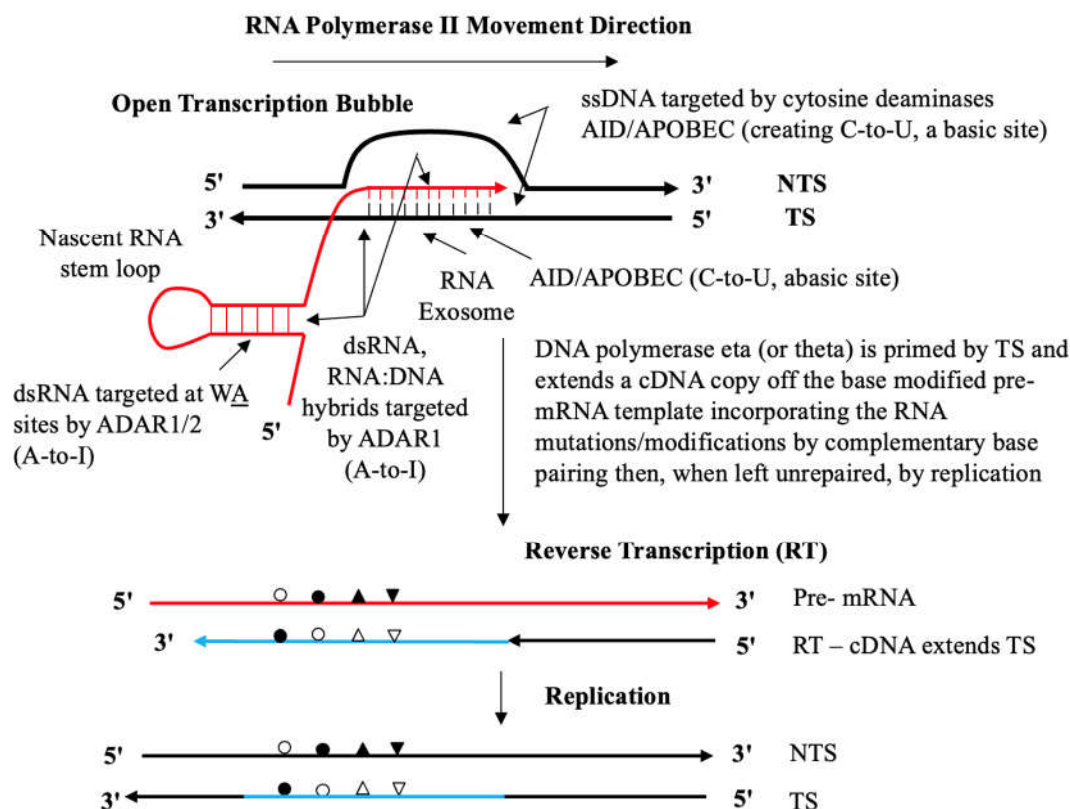 RNA Polymerase II Movement Direction
Open Transcription Bubble
ssDNA targeted by cytosine deaminases
AID/APOBEC (creating C-to-U, a basic site)
5'
3'
NTS
3'
5'
TS
Nascent RNA
stem loop
RNA
Exosome
AID/APOBEC (C-to-U, abasic site)
dsRNA targeted at WA
sites by ADAR1/2
(A-to-I)
5'
dsRNA,
RNA:DNA
hybrids targeted
by ADAR1
(A-to-I)
DNA polymerase eta (or theta) is primed by TS and
extends a cDNA copy off the base modified pre-
mRNA template incorporating the RNA
mutations/modifications by complementary base
pairing then, when left unrepaired, by replication
Reverse Transcription (RT)
5'
3'
Pre- mRNA
3'
5'
RT – cDNA extends TS
Replication
5'
3'
NTS
3'
5'
TS